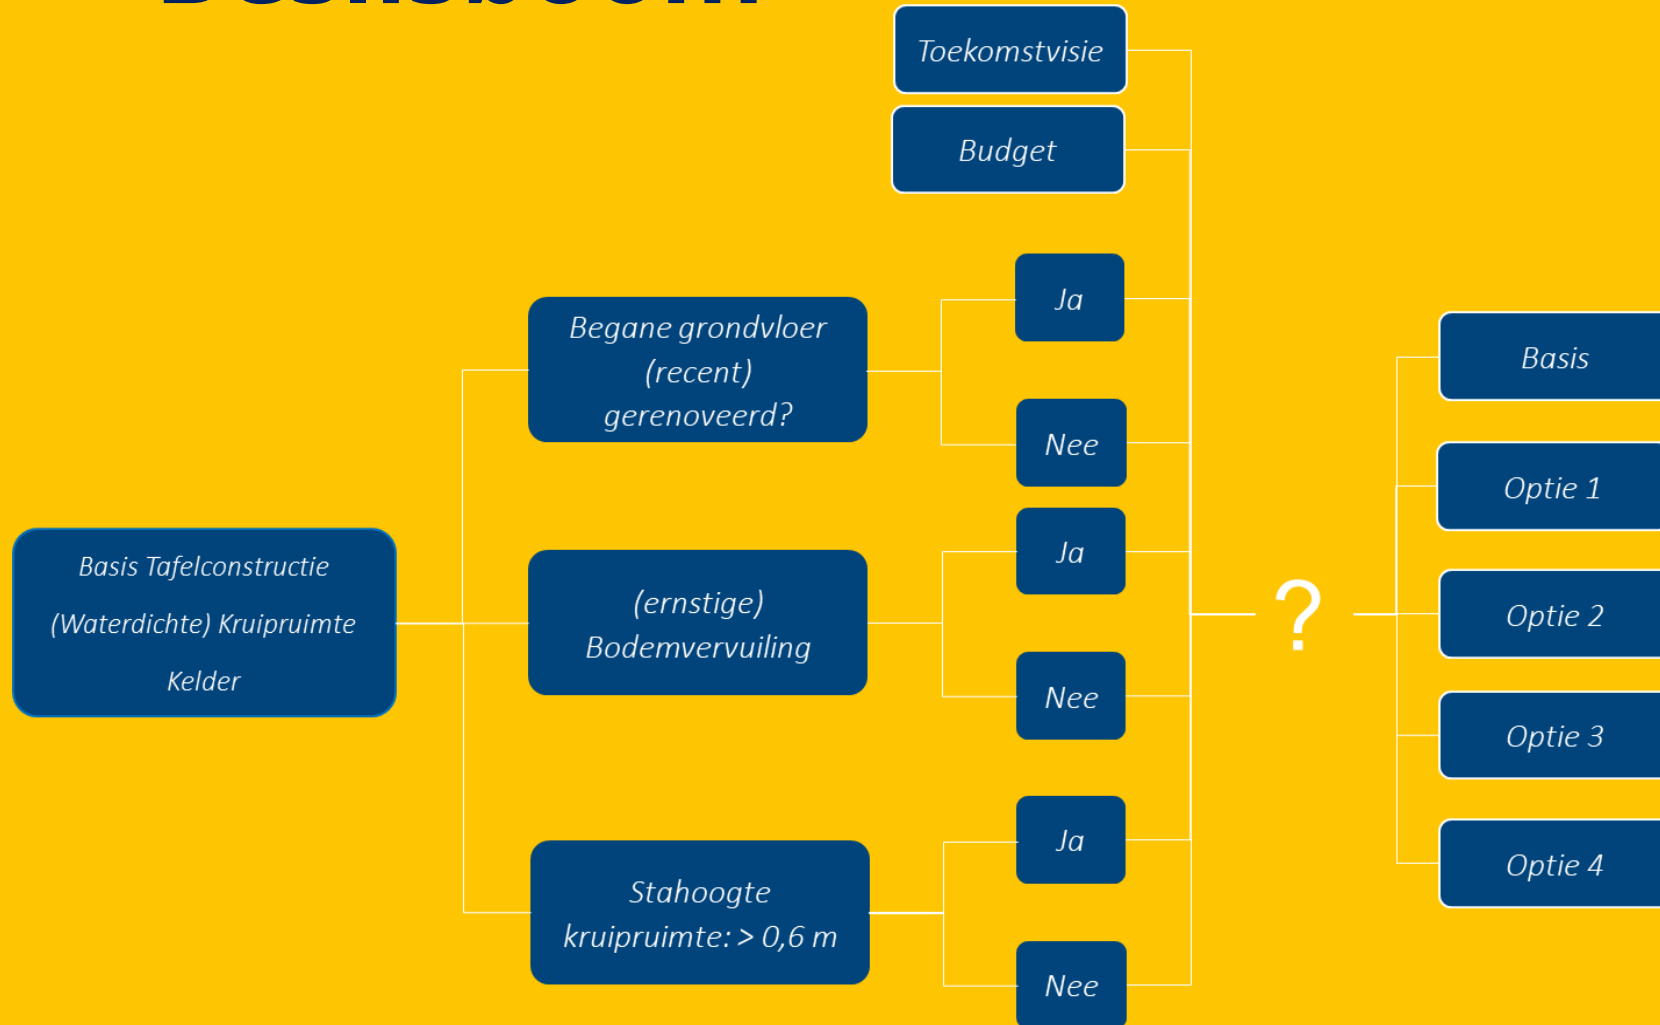 Beslisboom
Toekomstvisie
Budget
Ja
Begane grondvloer
(recent)
gerenoveerd?
Nee
Basis
Optie 1
Basis Tafelconstructie
(Waterdichte) Kruipruimte
Kelder
(ernstige)
Bodemvervuiling
Ja
Nee
?
Optie 2
Optie 3
Stahoogte
kruipruimte: > 0,6 m
Ja
Nee
Optie 4